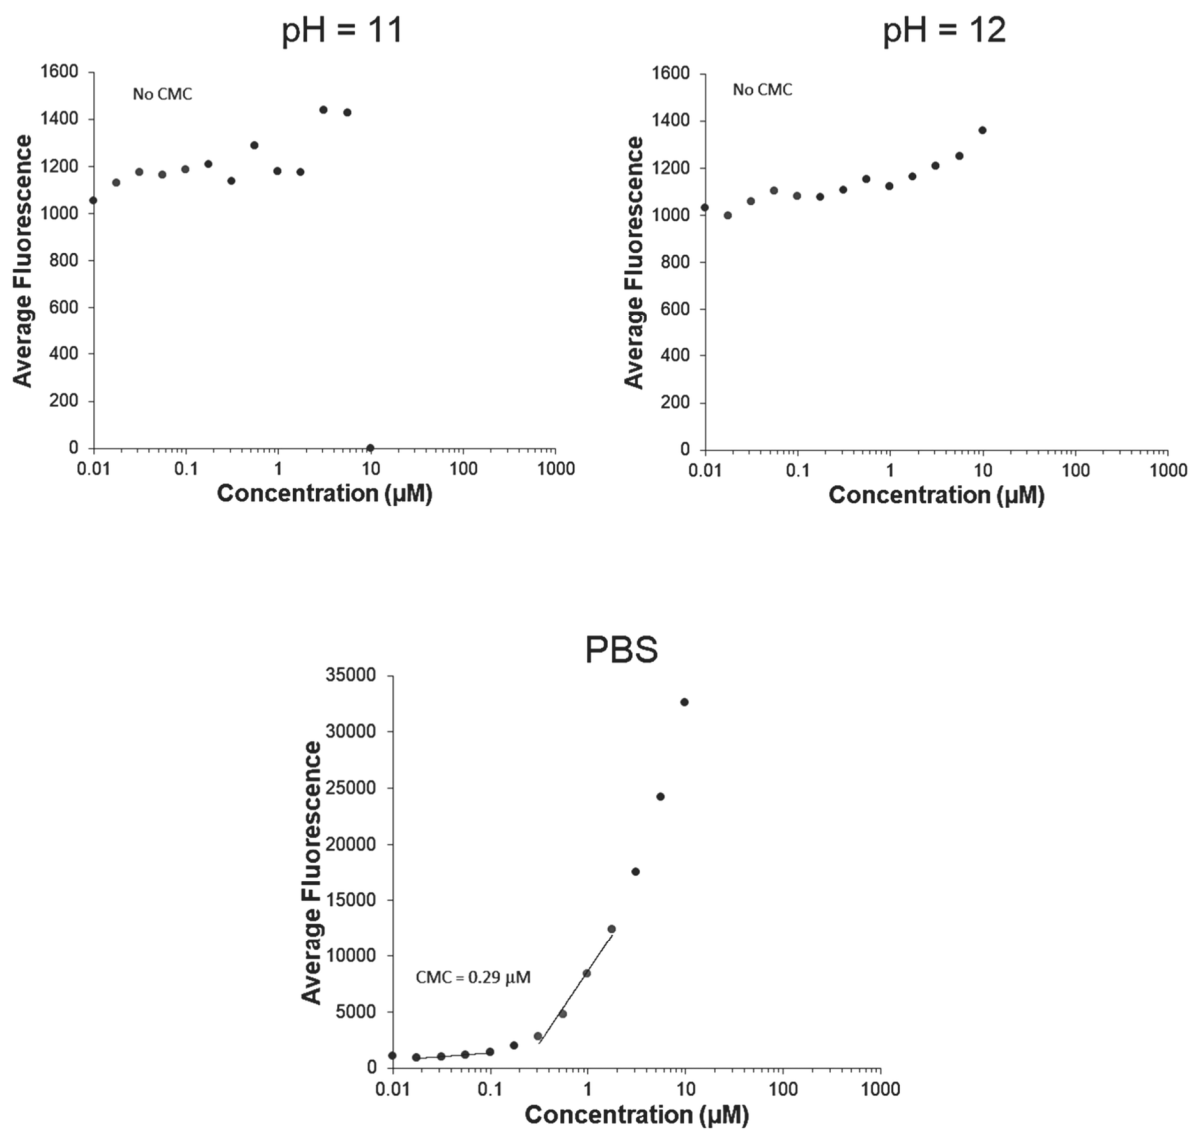 pH = 11
1600
1400
1200
1000
800
600
400
200
0
Average Fluorescence
No CMC
0.01 0.1 1 10 100 1000
Concentration (µM)
pH = 12
1600
1400
1200
1000
800
600
400
200
0
Average Fluorescence
No CMC
0.01 0.1 1 10 100 1000
Concentration (µM)
PBS
35000
30000
25000
20000
15000
10000
5000
0
Average Fluorescence
CMC = 0.29 µM
0.01 0.1 1 10 100 1000
Concentration (µM)